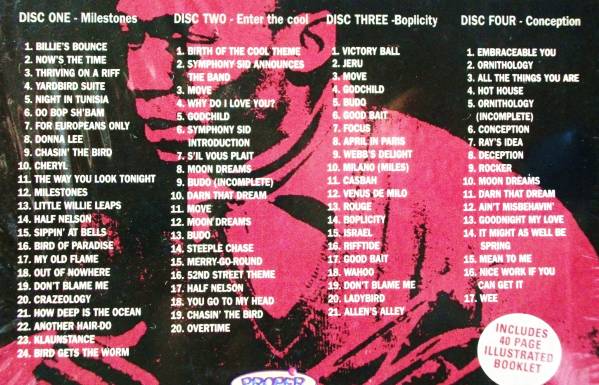 DISC ONE - Milestones
1. BILLIE'S BOUNCE
2. NOW'S THE TIME
3. THRIVING ON A RIFF
4. YARDBIRD SUITE
5. NIGHT IN TUNISIA
6. OO BOP SH'BAM
7. FOR EUROPEANS ONLY
8. DONNA LEE
9. CHASIN' THE BIRD
10. CHERYL
11. THE WAY YOU LOOK TONIGHT
12. MILESTONES
13. LITTLE WILLIE LEAPS
14. HALF NELSON
15. SIPPIN' AT BELLS
16. BIRD OF PARADISE
17. MY OLD FLAME
18. OUT OF NOWHERE
19. DON'T BLAME ME
20. CRAZEOLOGY
21. HOW DEEP IS THE OCEAN
22. ANOTHER HAIR-DO
23. KLAUNSTANCE
24. BIRD GETS THE WORM
DISC TWO - Enter the cool
1. BIRTH OF THE COOL THEME
2. SYMPHONY SID ANNOUNCES
THE BAND
3. MOVE
4. WHY DO I LOVE YOU?
5. GODCHILD
6. SYMPHONY SID
INTRODUCTION
7. S'IL VOUS PLAIT
8. MOON DREAMS
9. BUDO (INCOMPLETE)
10. DARN THAT DREAM
11. MOVE
12. MOON DREAMS
13. BUDO
14. STEEPLE CHASE
15. MERRY-GO-ROUND
16. 52ND STREET THEME
17. HALF NELSON
18. YOU GO TO MY HEAD
19. CHASIN' THE BIRD
20. OVERTIME
DISC THREE -Boplicity
1. VICTORY BALL
2. JERU
3. MOVE
4. GODCHILD
5. BUDO
6. GOOD BAIT
7. FOCUS
8. APRIL IN PARIS
9. WEBB'S DELIGHT
10. MILANO (MILES)
11. CASBAH
12. VENUS DE MILO
13. ROUGE
14. BOPLICITY
15. ISRAEL
16. RIFFTIDE
17. GOOD BAIT
18. WAHOO
19. DON'T BLAME ME
20. LADYBIRD
21. ALLEN'S ALLEY
DISC FOUR - Conception
1. EMBRACEABLE YOU
2. ORNITHOLOGY
3. ALL THE THINGS YOU ARE
4. HOT HOUSE
5. ORNITHOLOGY
(INCOMPLETE)
6. CONCEPTION
7. RAY'S IDEA
8. DECEPTION
9. ROCKER
10. MOON DREAMS
11. DARN THAT DREAM
12. AIN'T MISBEHAVIN'
13. GOODNIGHT MY LOVE
14. IT MIGHT AS WELL BE
SPRING
15. MEAN TO ME
16. NICE WORK IF YOU
CAN GET IT
17. WEE
INCLUDES
40 PAGE
ILLUSTRATED
BOOKLET
PROPER